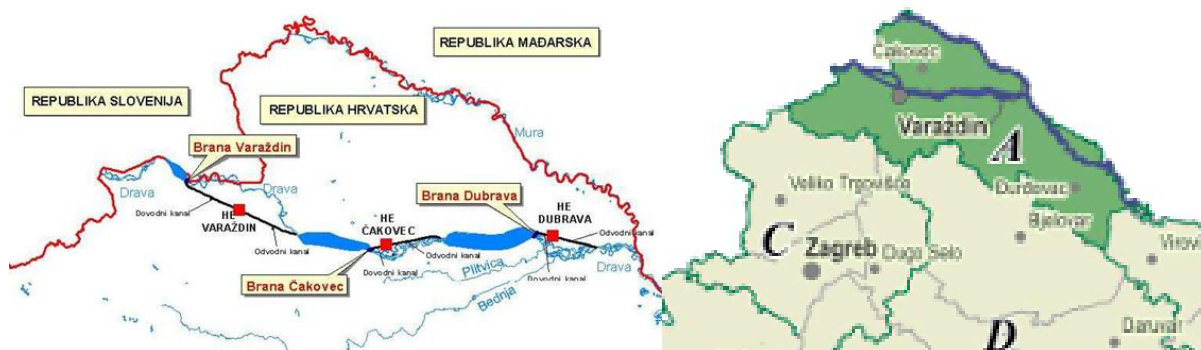 REPUBLIKA MAĐARSKA
REPUBLIKA SLOVENIJA
REPUBLIKA HRVATSKA
Mura
Brana Varaždin
Drava
Drava
Dovodni kanal
HE
VARAŽDIN
Odvodni kanal
Brana Dubrava
HE
ČAKOVEC
HE
DUBRAVA
Odvodni kanal
Dovodni kanal
Odvodni kanal
Plitvica
Dovodni kanal
Drava
Brana Čakovec
Bednja
Čakovec
Varaždin
A
Veliko Trgovišće
Đurđevac
Bjelovar
C
Zagreb
Dugo Selo
Virovi
D
Daruvar